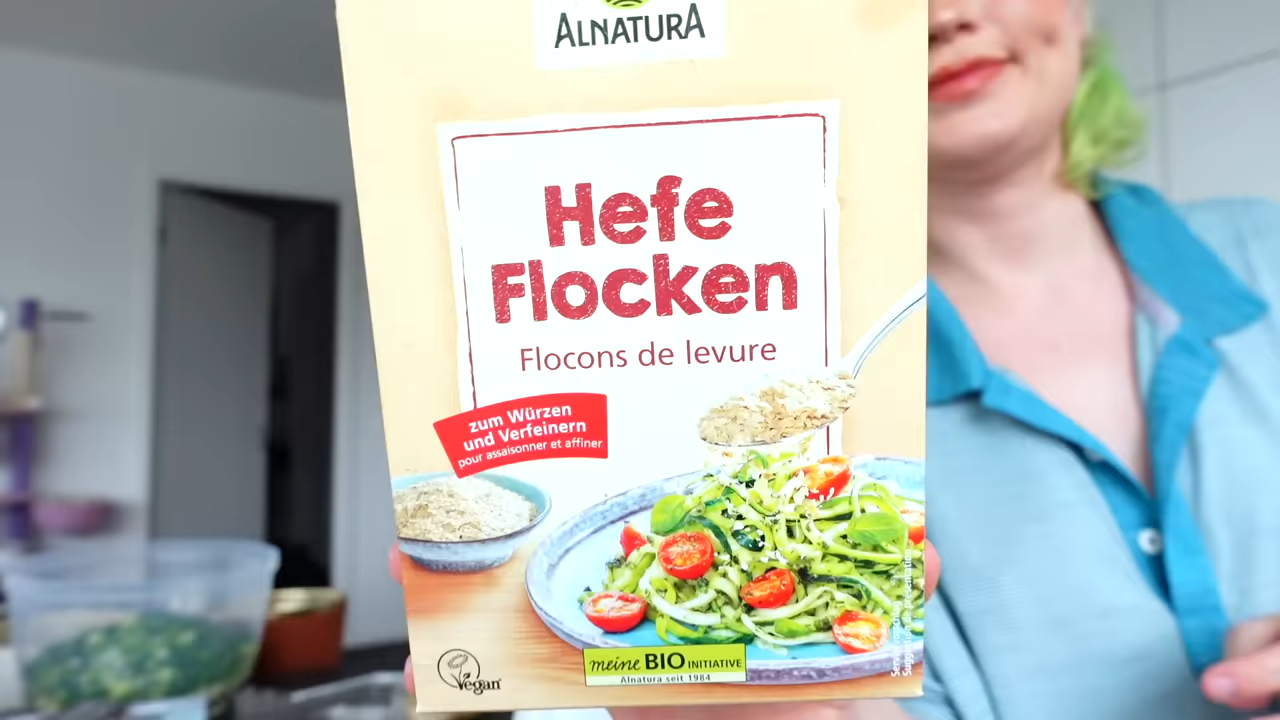 ALNATURA
Hefe
Flocken
Flocons de levure
zum Würzen
und Verfeinern
pour assaisonner et affiner
Vegan
meine BIO INITIATIVE
Alnatura seit 1984